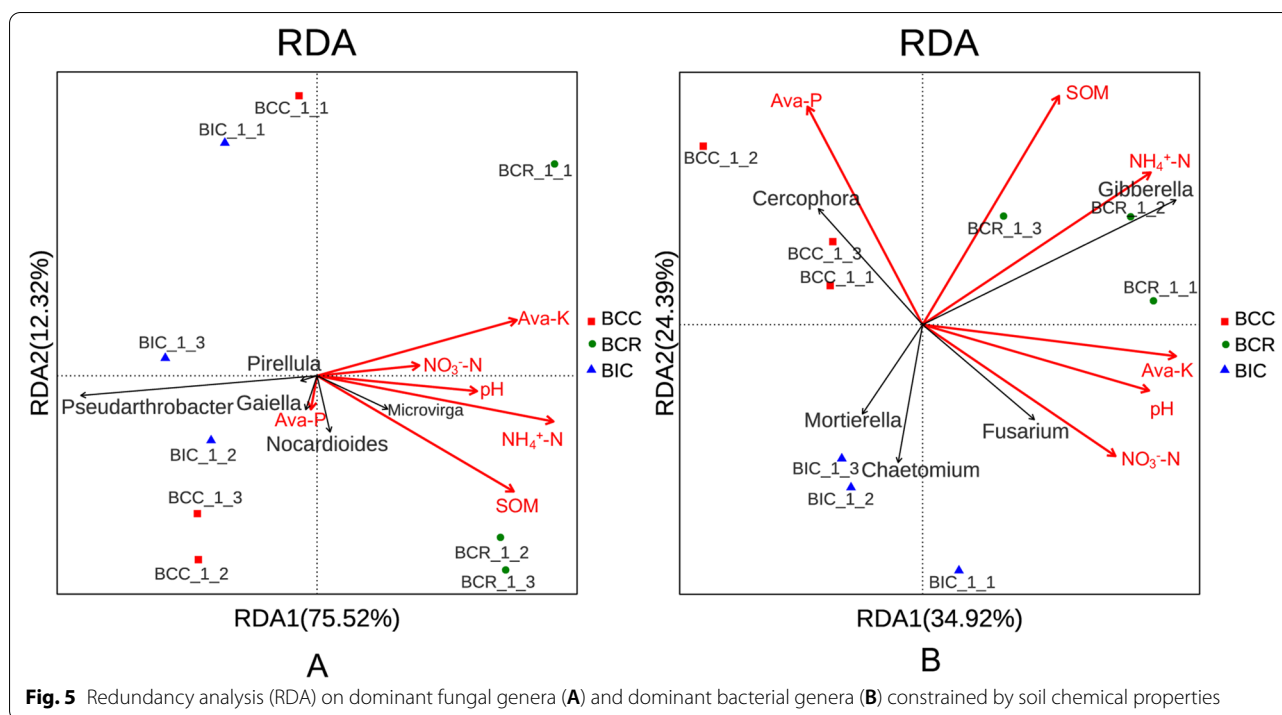 RDA
BCC_1_1
BIC_1_1
BCR_1_1
RDA2(12.32%)
Ava-K
BIC_1_3
Pirellula
NO₃⁻-N
pH
Pseudarthrobacter
Gaiella
Microvirga
Ava-P
NH₄⁺-N
Nocardioides
BIC_1_2
BCC_1_3
SOM
BCR_1_2
BCC_1_2
BCR_1_3
RDA1(75.52%)
BCC
BCR
BIC
A
RDA
Ava-P
SOM
BCC_1_2
NH₄⁺-N
Cercophora
Gibberella
BCR_1_2
BCR_1_3
BCC_1_3
BCC_1_1
BCR_1_1
RDA2(24.39%)
Ava-K
pH
Mortierella
Fusarium
NO₃⁻-N
BIC_1_3
Chaetomium
BIC_1_2
BIC_1_1
RDA1(34.92%)
BCC
BCR
BIC
B
Fig. 5 Redundancy analysis (RDA) on dominant fungal genera (A) and dominant bacterial genera (B) constrained by soil chemical properties